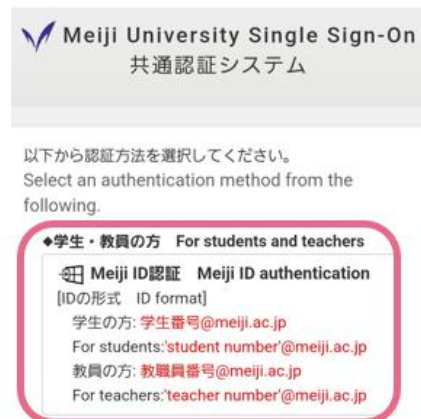 Meiji University Single Sign-On
共通認証システム
以下から認証方法を選択してください。
Select an authentication method from the
following.
◆学生・教員の方 For students and teachers
Meiji ID認証 Meiji ID authentication
[IDの形式 ID format]
学生の方: 学生番号@meiji.ac.jp
For students:'student number'@meiji.ac.jp
教員の方: 教職員番号@meiji.ac.jp
For teachers:'teacher number'@meiji.ac.jp